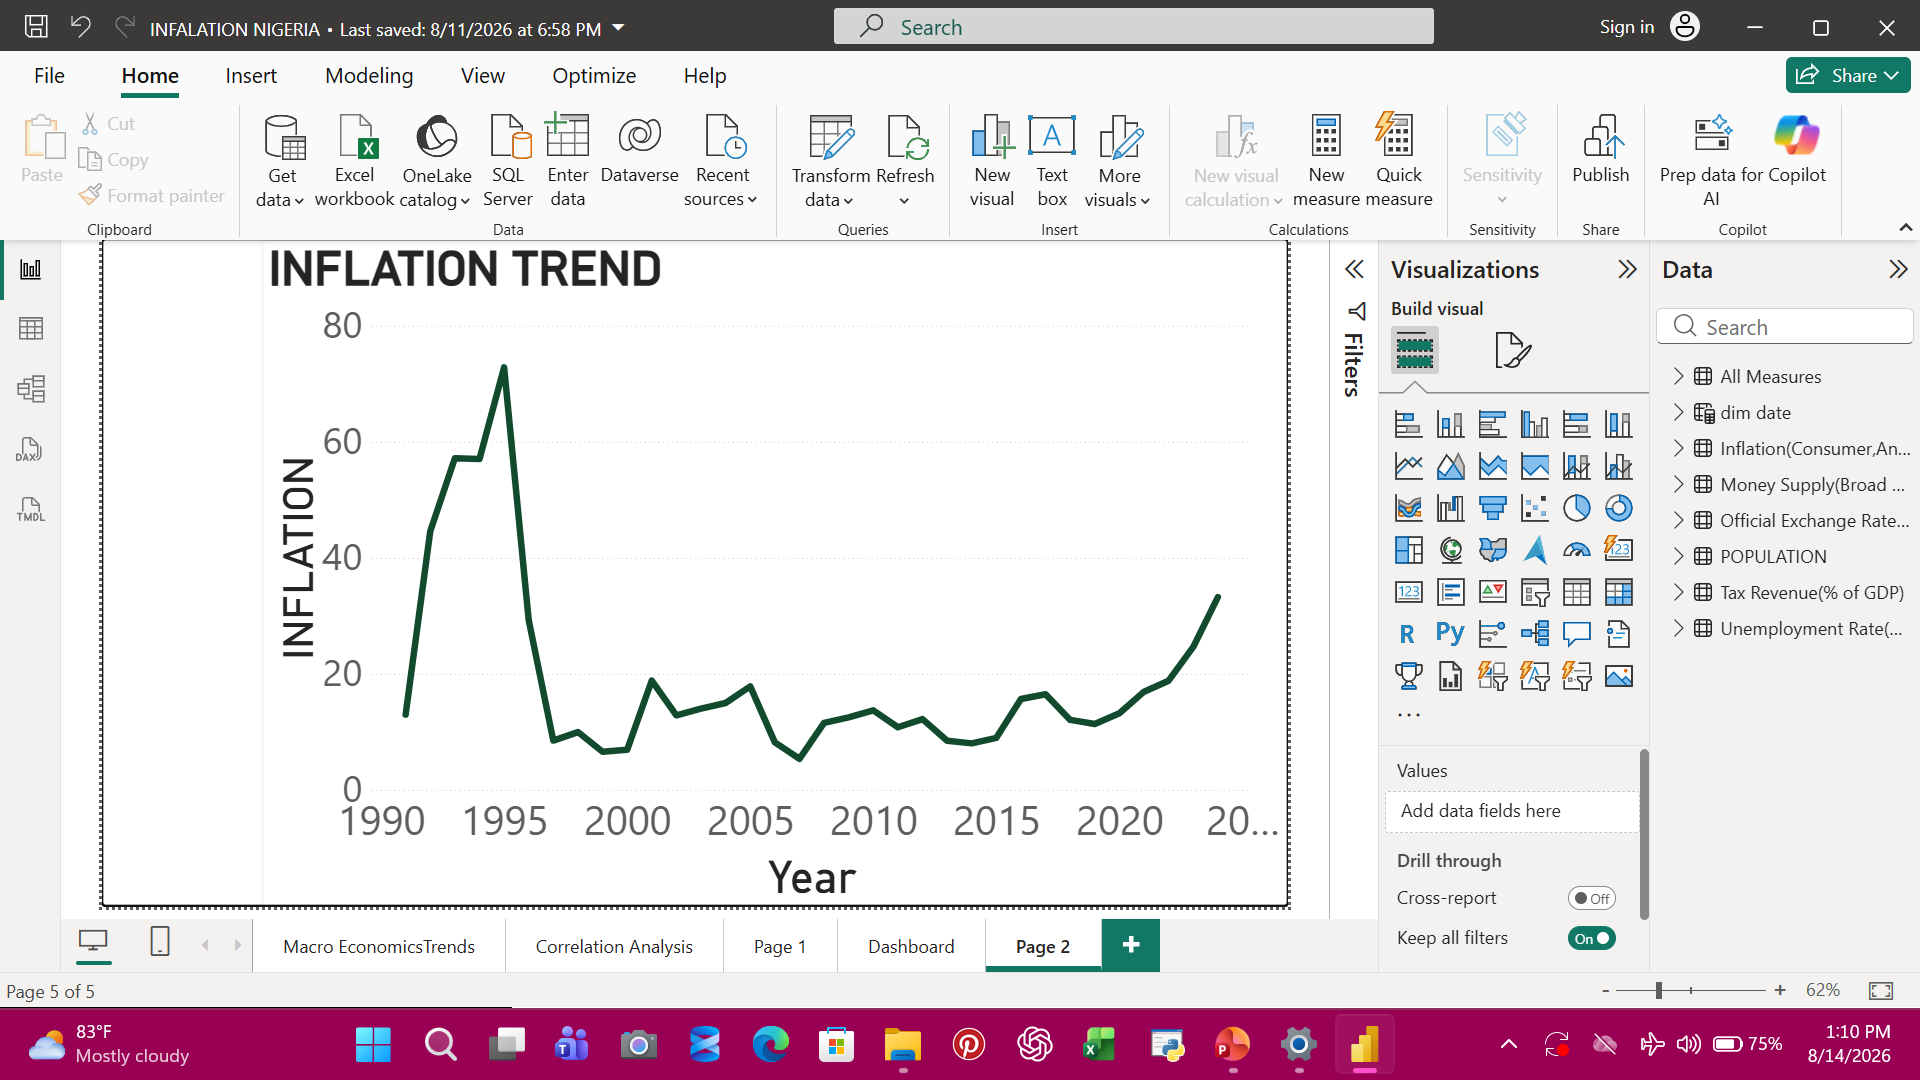 INFALATION NIGERIA • Last saved: 8/11/2026 at 6:58 PM
Search
Sign in
File
Home
Insert
Modeling
View
Optimize
Help
Share
Paste
Cut
Copy
Format painter
Clipboard
Get data
Excel workbook
OneLake catalog
SQL Server
Enter data
Dataverse
Recent sources
Data
Transform data
Refresh
Queries
New visual
Text box
More visuals
Insert
New visual calculation
New measure
Quick measure
Calculations
Sensitivity
Sensitivity
Publish
Share
Prep data for AI
Copilot
Copilot
DAX
TMDL
INFLATION TREND
INFLATION
80
60
40
20
0
1990 1995 2000 2005 2010 2015 2020 20...
Year
Filters
Visualizations
Build visual
123
123
R
Py
...
Values
Add data fields here
Drill through
Cross-report
Off
Keep all filters
On
Data
Search
All Measures
dim date
Inflation(Consumer,An...
Money Supply(Broad ...
Official Exchange Rate...
POPULATION
Tax Revenue(% of GDP)
Unemployment Rate(...
Macro EconomicsTrends
Correlation Analysis
Page 1
Dashboard
Page 2
+
Page 5 of 5
- + 62%
83°F
Mostly cloudy
75%
1:10 PM
8/14/2026